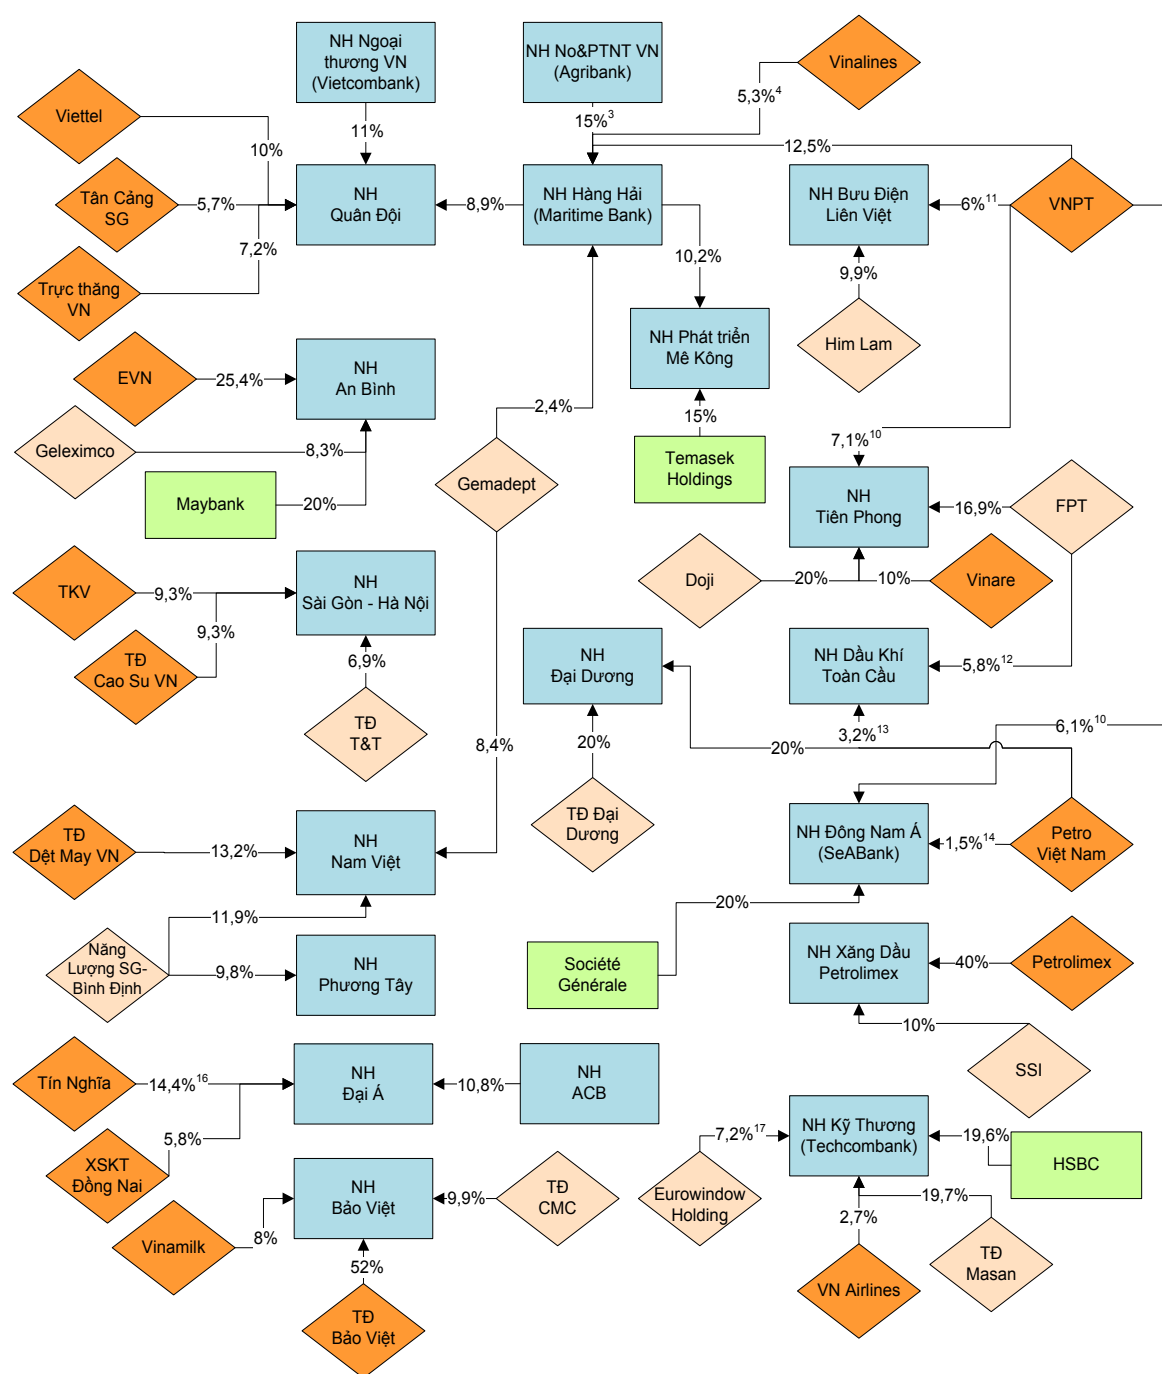 NH Ngoại
thương VN
(Vietcombank)
NH No&PTNT VN
(Agribank)
Vinalines
Viettel
5,3%⁴
15%³
11%
10%
12,5%
Tân Cảng
SG
5,7%
NH
Quân Đội
8,9%
NH Hàng Hải
(Maritime Bank)
NH Bưu Điện
Liên Việt
6%¹¹
VNPT
7,2%
10,2%
9,9%
Trực thăng
VN
NH Phát triển
Mê Kông
Him Lam
EVN
25,4%
NH
An Bình
2,4%
15%
Geleximco
8,3%
7,1%¹⁰
Maybank
20%
Gemadept
Temasek
Holdings
NH
Tiên Phong
16,9%
FPT
Doji
20%
10%
Vinare
TKV
9,3%
NH
Sài Gòn - Hà Nội
9,3%
TĐ
Cao Su VN
6,9%
NH
Đại Dương
NH Dầu Khí
Toàn Cầu
5,8%¹²
TĐ
T&T
8,4%
20%
20%
3,2%¹³
6,1%¹⁰
TĐ Đại
Dương
TĐ
Dệt May VN
13,2%
NH
Nam Việt
NH Đông Nam Á
(SeABank)
1,5%¹⁴
Petro
Việt Nam
11,9%
20%
Năng
Lượng SG-
Bình Định
9,8%
NH
Phương Tây
Société
Générale
NH Xăng Dầu
Petrolimex
40%
Petrolimex
10%
SSI
Tín Nghĩa
14,4%¹⁶
NH
Đại Á
10,8%
NH
ACB
5,8%
XSKT
Đồng Nai
7,2%¹⁷
NH Kỹ Thương
(Techcombank)
19,6%
HSBC
Eurowindow
Holding
NH
Bảo Việt
9,9%
TĐ
CMC
19,7%
2,7%
Vinamilk
8%
52%
TĐ
Masan
VN Airlines
TĐ
Bảo Việt